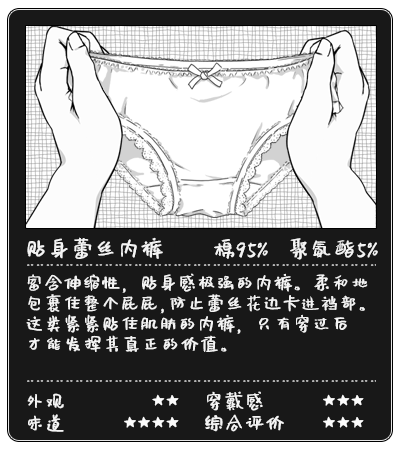 贴身蕾丝内裤 棉95% 聚氨酯5%
富含伸缩性，贴身感极强的内裤。柔和地
包裹住整个屁屁,防止蕾丝花边卡进裆部。
这类紧紧贴住肌肤的内裤，只有穿过后
才能发挥其真正的价值。
外观 ★★ 穿戴感 ★★★
味道 ★★★★ 综合评价 ★★★